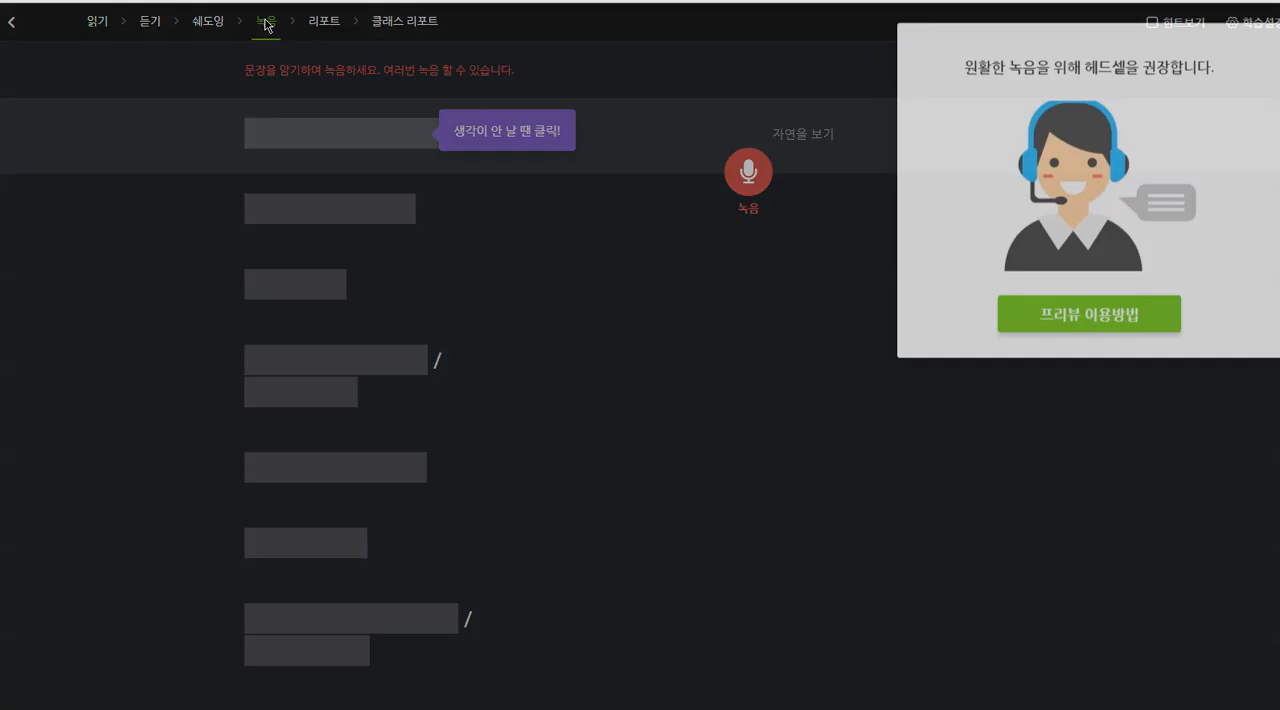 읽기 > 듣기 > 쉐도잉 > 녹음 > 리포트 > 클래스 리포트
힌트보기
문장을 암기하여 녹음하세요. 여러번 녹음 할 수 있습니다.
생각이 안 날 땐 클릭!
자연을 보기
녹음
/
/
원활한 녹음을 위해 헤드셑을 권장합니다.
프리뷰 이용방법